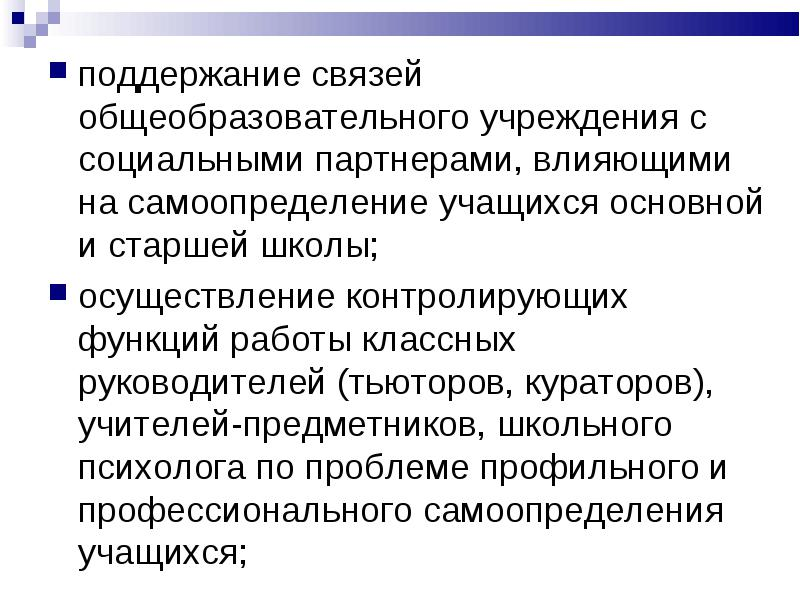 поддержание связей
общеобразовательного учреждения с
социальными партнерами, влияющими
на самоопределение учащихся основной
и старшей школы;
осуществление контролирующих
функций работы классных
руководителей (тьюторов, кураторов),
учителей-предметников, школьного
психолога по проблеме профильного и
профессионального самоопределения
учащихся;